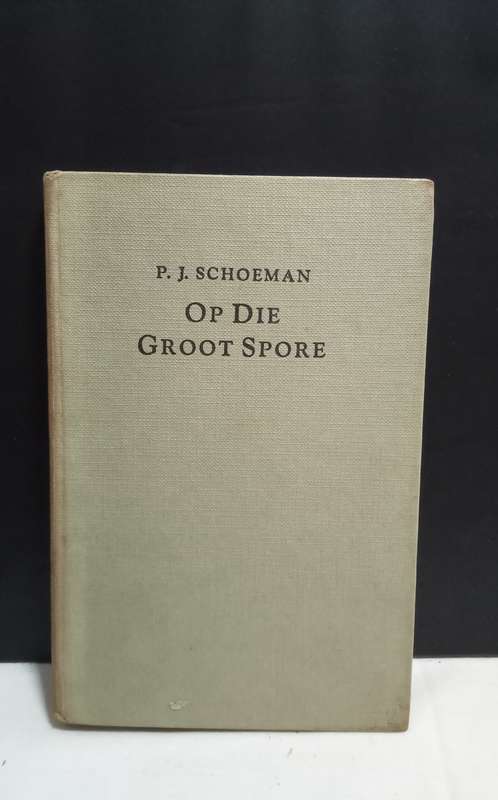 P. J. SCHOEMAN
OP DIE
GROOT SPORE